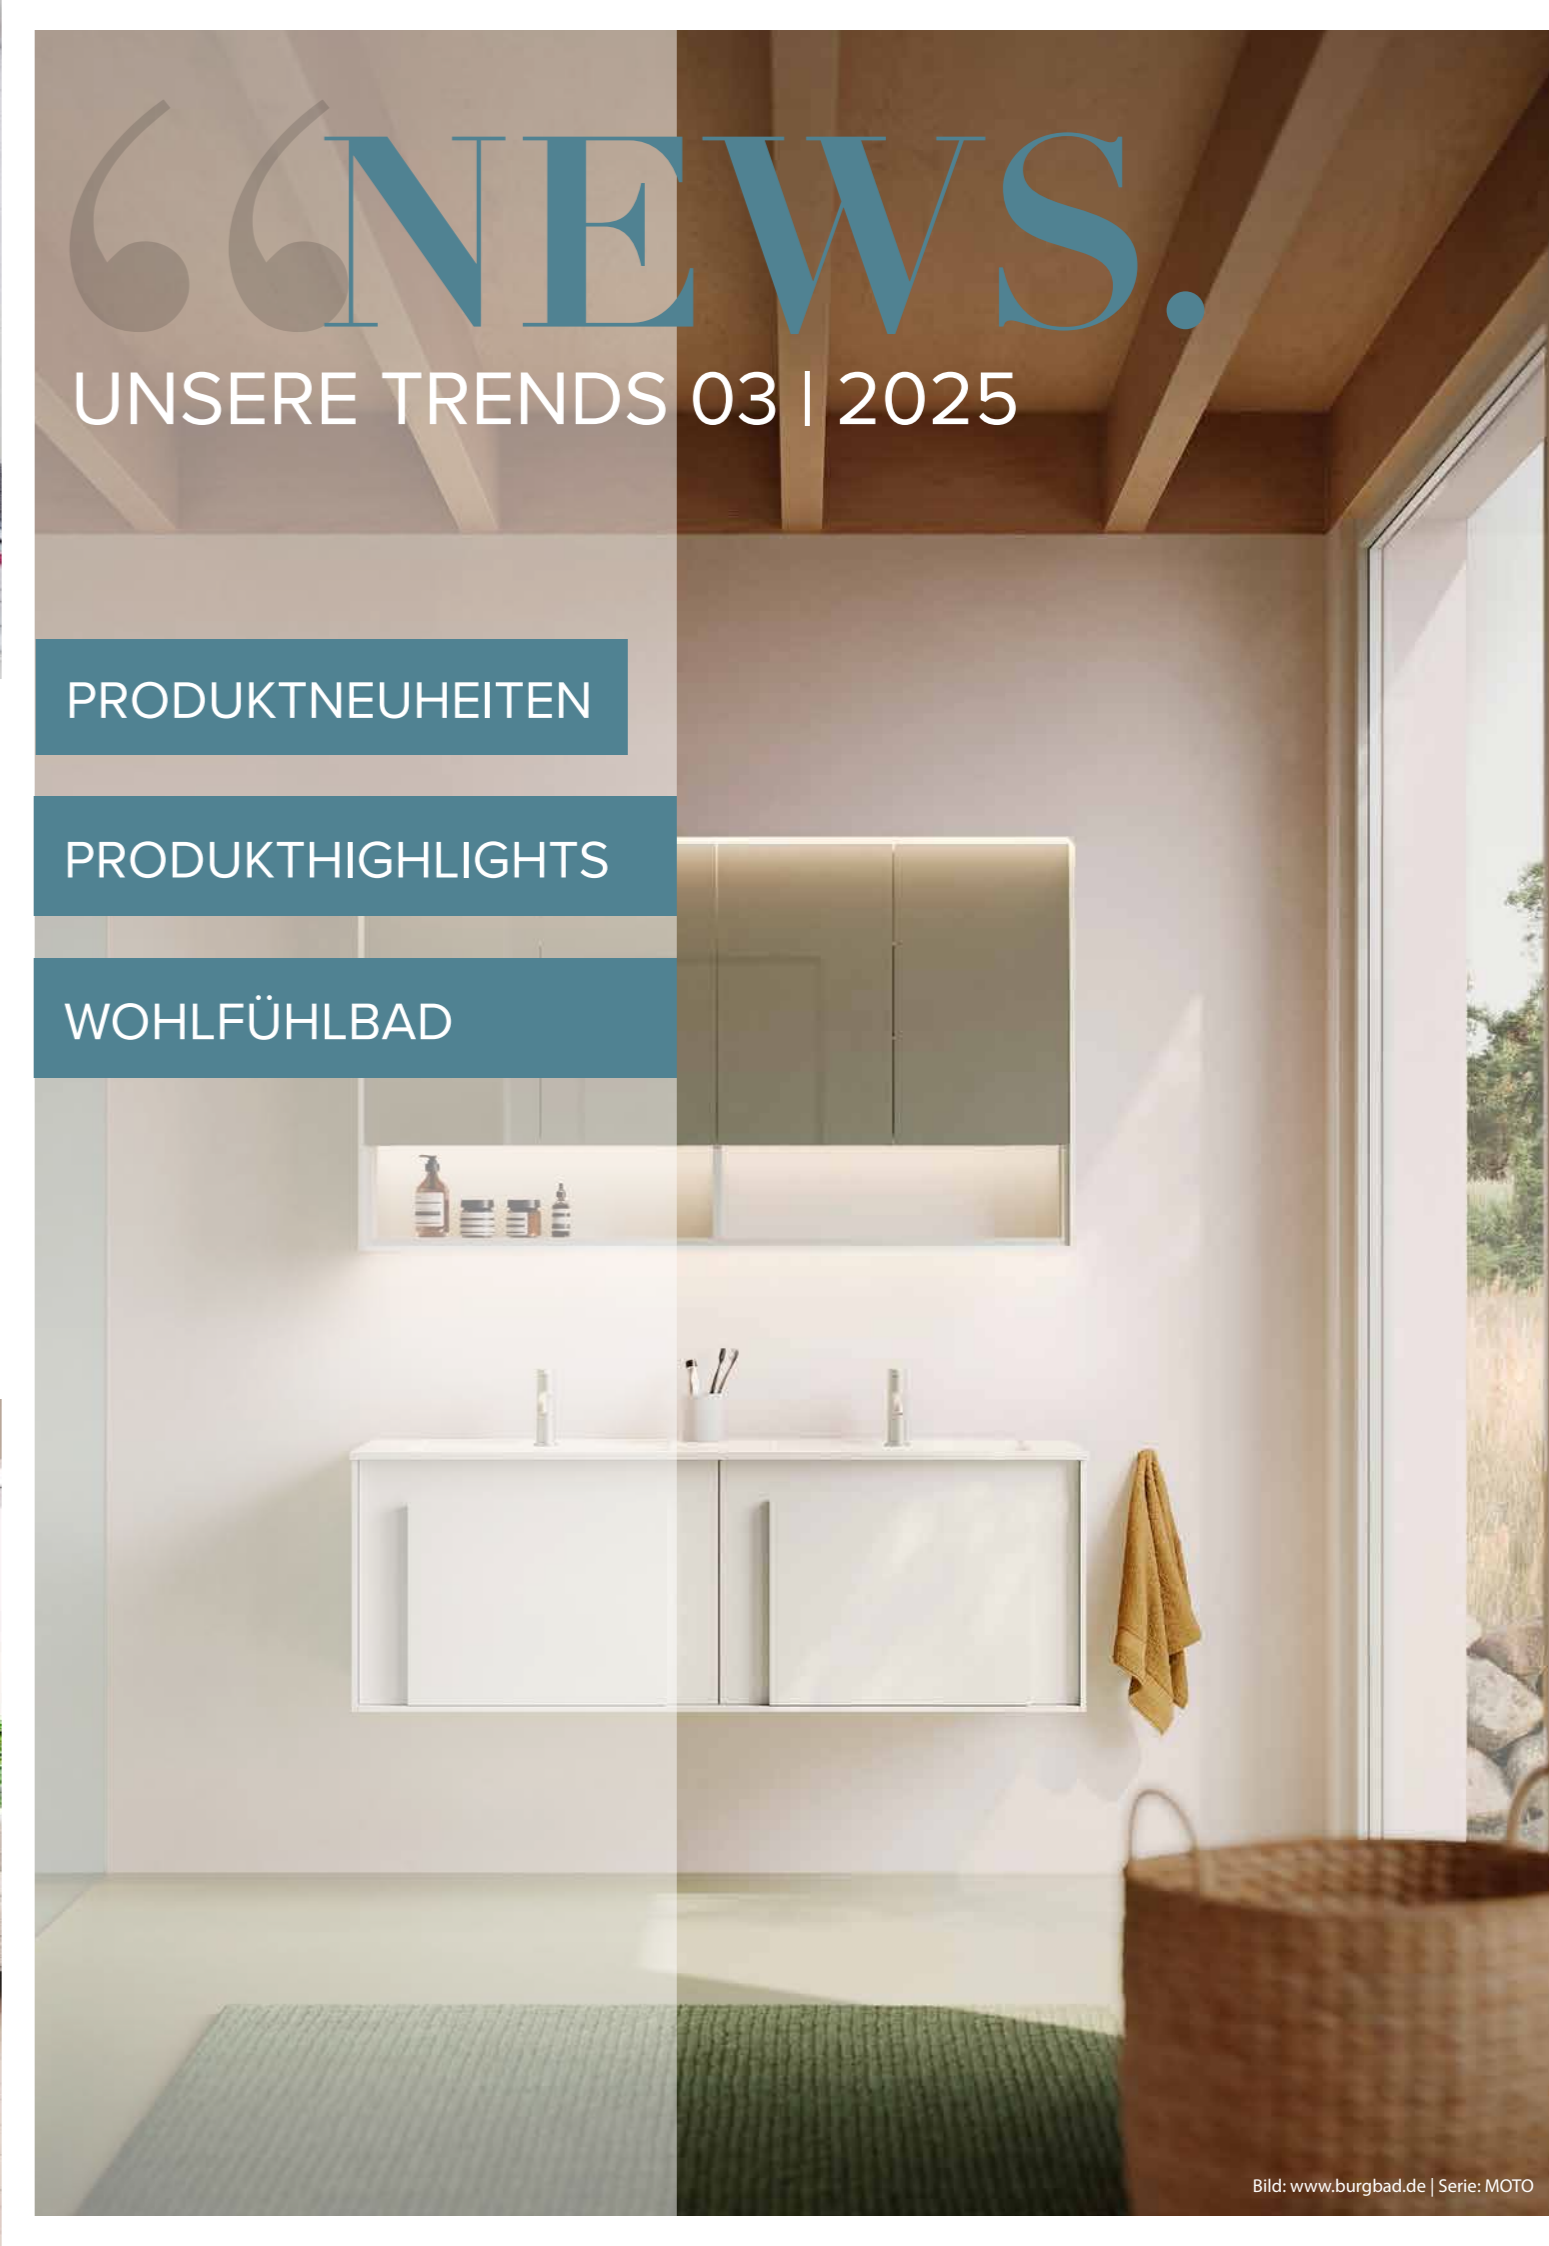 “NEWS.
UNSERE TRENDS 03 | 2025
PRODUKTNEUHEITEN
PRODUKTHIGHLIGHTS
WOHLFÜHLBAD
Bild: www.burgbad.de | Serie: MOTO